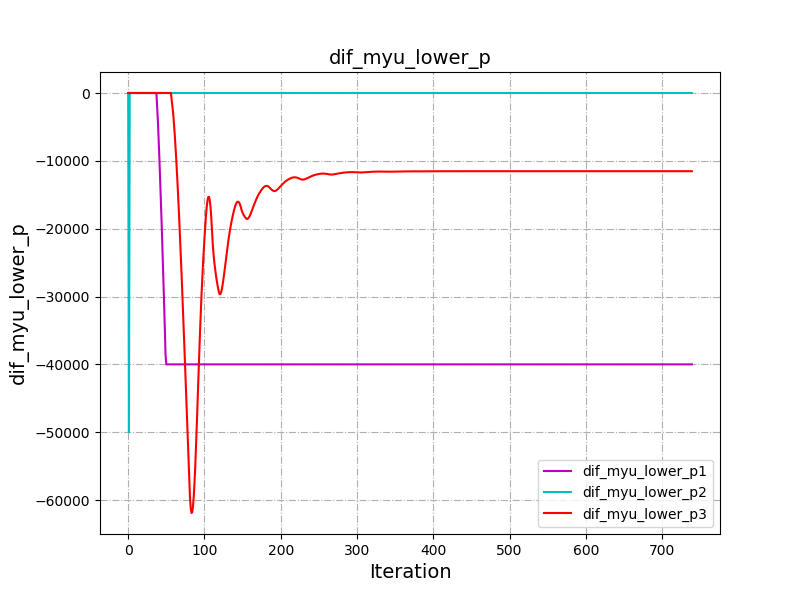 dif_myu_lower_p
dif_myu_lower_p
0
−10000
−20000
−30000
−40000
−50000
−60000
0 100 200 300 400 500 600 700
Iteration
dif_myu_lower_p1
dif_myu_lower_p2
dif_myu_lower_p3